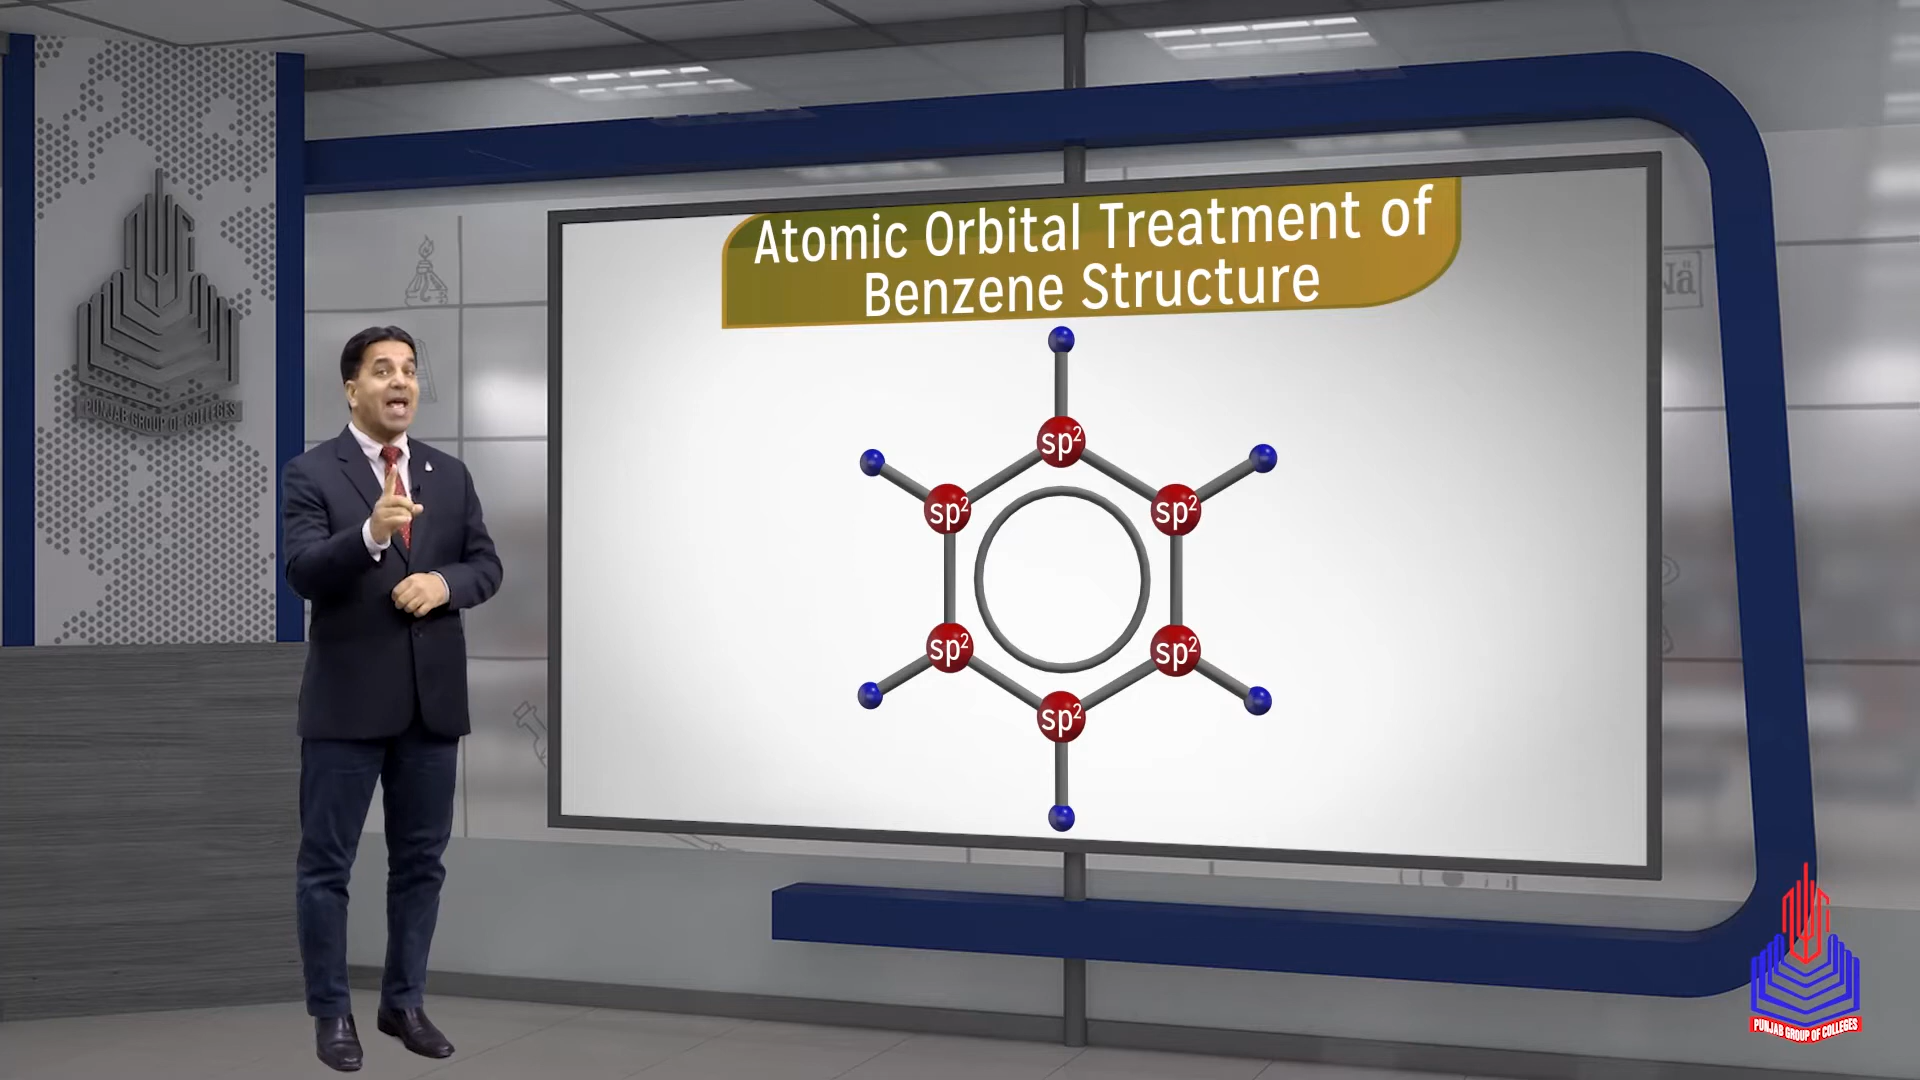 Atomic Orbital Treatment of
Benzene Structure
sp²
sp²
sp²
sp²
sp²
sp²
PUNJAB GROUP OF COLLEGES
PUNJAB GROUP OF COLLEGES